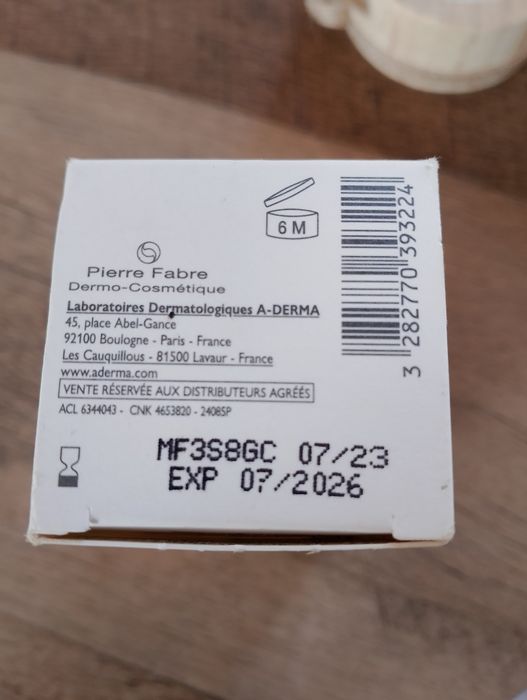 6 M
3 282770 393224
Pierre Fabre
Dermo-Cosmétique
Laboratoires Dermatologiques A-DERMA
45, place Abel-Gance
92100 Boulogne - Paris - France
Les Cauquillous - 81500 Lavaur - France
www.aderma.com
VENTE RÉSERVÉE AUX DISTRIBUTEURS AGRÉÉS
ACL 6344043 - CNK 4653820 - 2408SP
MF3S8GC 07/23
EXP 07/2026